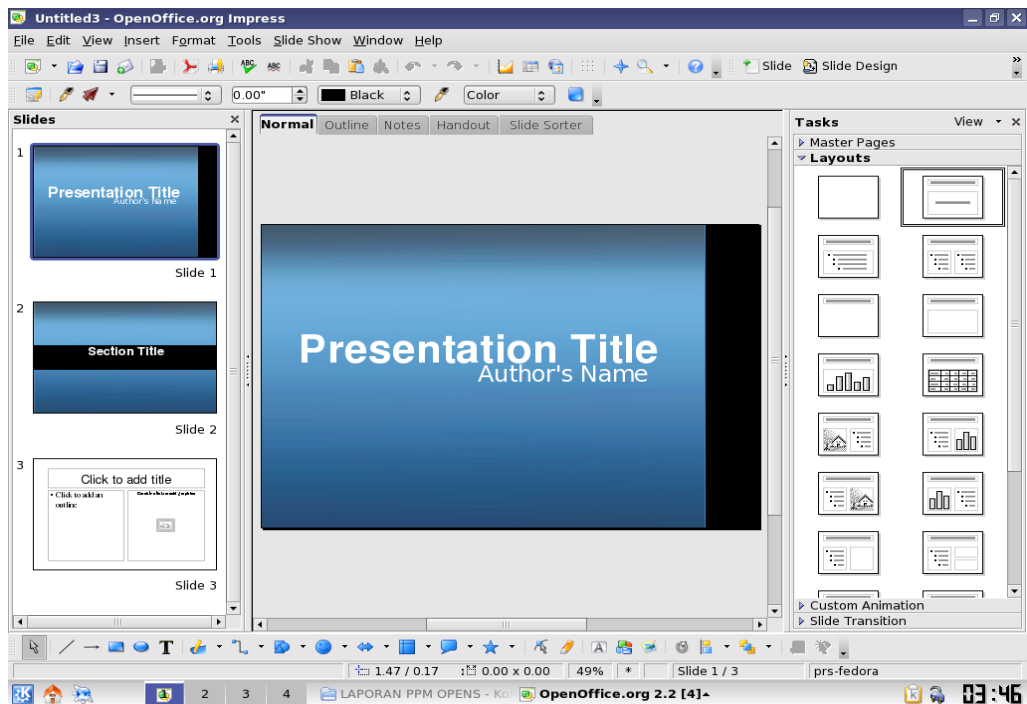 Untitled3 - OpenOffice.org Impress
File Edit View Insert Format Tools Slide Show Window Help
Slide Slide Design
0.00" Black Color
Slides
1
Presentation Title
Author's Name
Slide 1
2
Section Title
Slide 2
3
Click to add title
• Click to add an
outline
Slide 3
Normal Outline Notes Handout Slide Sorter
Presentation Title
Author's Name
Tasks View
Master Pages
Layouts
Custom Animation
Slide Transition
1.47 / 0.17 0.00 x 0.00 49% * Slide 1 / 3 prs-fedora
2 3 4 LAPORAN PPM OPENS - Ko OpenOffice.org 2.2 [4] 03:46